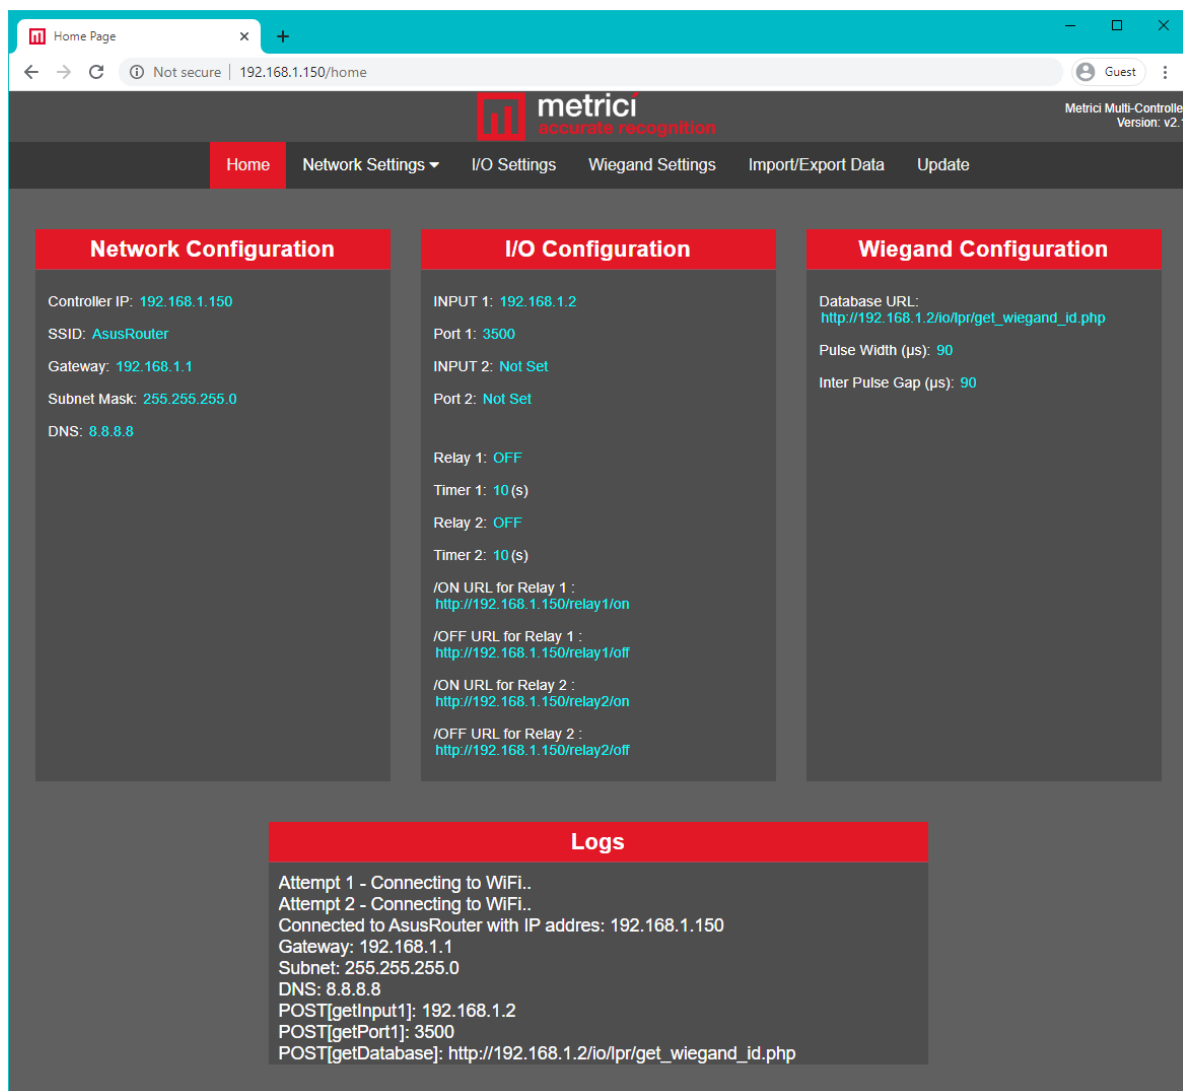 Home Page
Not secure | 192.168.1.150/home
Guest
metrici
accurate recognition
Metrici Multi-Controlle
Version: v2.
Home
Network Settings
I/O Settings
Wiegand Settings
Import/Export Data
Update
Network Configuration
Controller IP: 192.168.1.150
SSID: AsusRouter
Gateway: 192.168.1.1
Subnet Mask: 255.255.255.0
DNS: 8.8.8.8
I/O Configuration
INPUT 1: 192.168.1.2
Port 1: 3500
INPUT 2: Not Set
Port 2: Not Set
Relay 1: OFF
Timer 1: 10(s)
Relay 2: OFF
Timer 2: 10(s)
/ON URL for Relay 1 :
http://192.168.1.150/relay1/on
/OFF URL for Relay 1 :
http://192.168.1.150/relay1/off
/ON URL for Relay 2 :
http://192.168.1.150/relay2/on
/OFF URL for Relay 2 :
http://192.168.1.150/relay2/off
Wiegand Configuration
Database URL:
http://192.168.1.2/io/lpr/get_wiegand_id.php
Pulse Width (µs): 90
Inter Pulse Gap (µs): 90
Logs
Attempt 1 - Connecting to WiFi..
Attempt 2 - Connecting to WiFi..
Connected to AsusRouter with IP addres: 192.168.1.150
Gateway: 192.168.1.1
Subnet: 255.255.255.0
DNS: 8.8.8.8
POST[getInput1]: 192.168.1.2
POST[getPort1]: 3500
POST[getDatabase]: http://192.168.1.2/io/lpr/get_wiegand_id.php